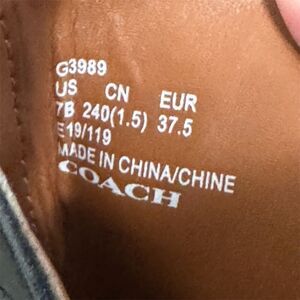 G3989
US CN EUR
7B 240(1.5) 37.5
E19/119
MADE IN CHINA/CHINE
COACH